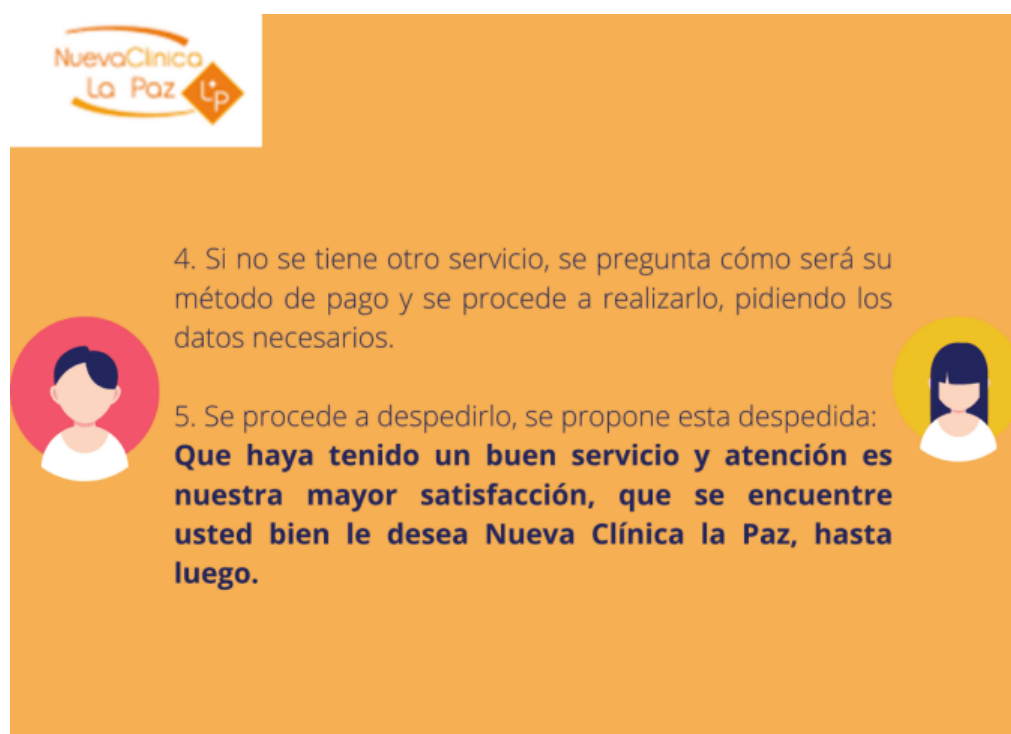 NuevaClinica
La Paz
LP
4. Si no se tiene otro servicio, se pregunta cómo será su
método de pago y se procede a realizarlo, pidiendo los
datos necesarios.
5. Se procede a despedirlo, se propone esta despedida:
Que haya tenido un buen servicio y atención es
nuestra mayor satisfacción, que se encuentre
usted bien le desea Nueva Clínica la Paz, hasta
luego.